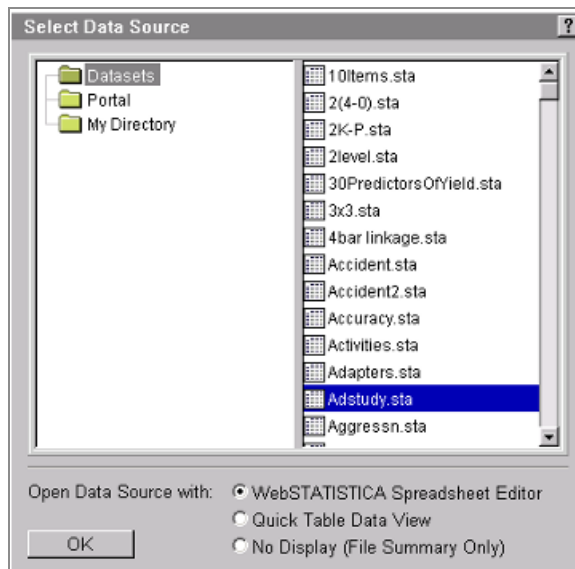 Select Data Source
?
Datasets
Portal
My Directory
10Items.sta
2(4-0).sta
2K-P.sta
2level.sta
30PredictorsOfYield.sta
3x3.sta
4bar linkage.sta
Accident.sta
Accident2.sta
Accuracy.sta
Activities.sta
Adapters.sta
Adstudy.sta
Aggressn.sta
Open Data Source with:
WebSTATISTICA Spreadsheet Editor
Quick Table Data View
No Display (File Summary Only)
OK